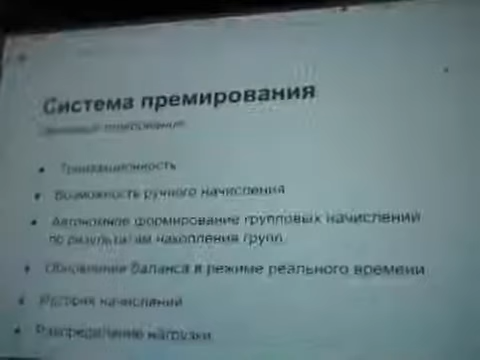 Система премирования
Транзакционность
Возможность ручного начисления
Автономное формирование групповых начислений
по результатам накопления групп
Обновление баланса в режиме реального времени
История начислений
Распределение нагрузки